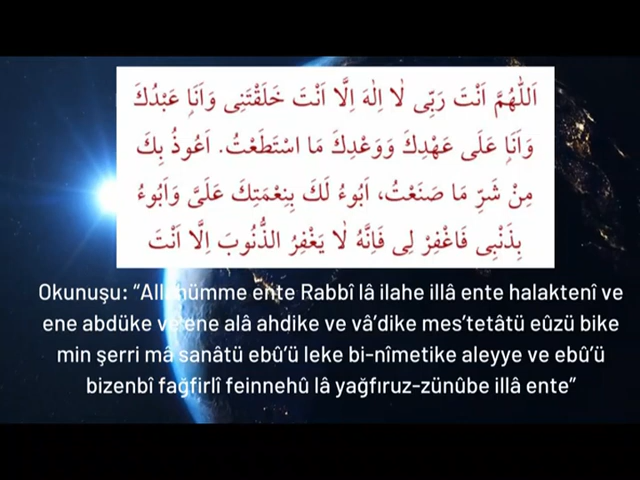 اَللّٰهُمَّ اَنْتَ رَبِّى لَا اِلٰهَ اِلَّا اَنْتَ خَلَقْتَنِى وَاَنَا عَبْدُكَ
وَاَنَا عَلَى عَهْدِكَ وَوَعْدِكَ مَا اسْتَطَعْتُ. اَعُوذُ بِكَ
مِنْ شَرِّ مَا صَنَعْتُ، اَبُوءُ لَكَ بِنِعْمَتِكَ عَلَىَّ وَاَبُوءُ
بِذَنْبِى فَاغْفِرْ لِى فَاِنَّهُ لَا يَغْفِرُ الذُّنُوبَ اِلَّا اَنْتَ
Okunuşu: “Allahümme ente Rabbî lâ ilahe illâ ente halaktenî ve
ene abdüke ve ene alâ ahdike ve vâ’dike mes’tetâtü eûzü bike
min şerri mâ sanâtü ebû’ü leke bi-nîmetike aleyye ve ebû’ü
bizenbî fağfirlî feinnehû lâ yağfıruz-zünûbe illâ ente”